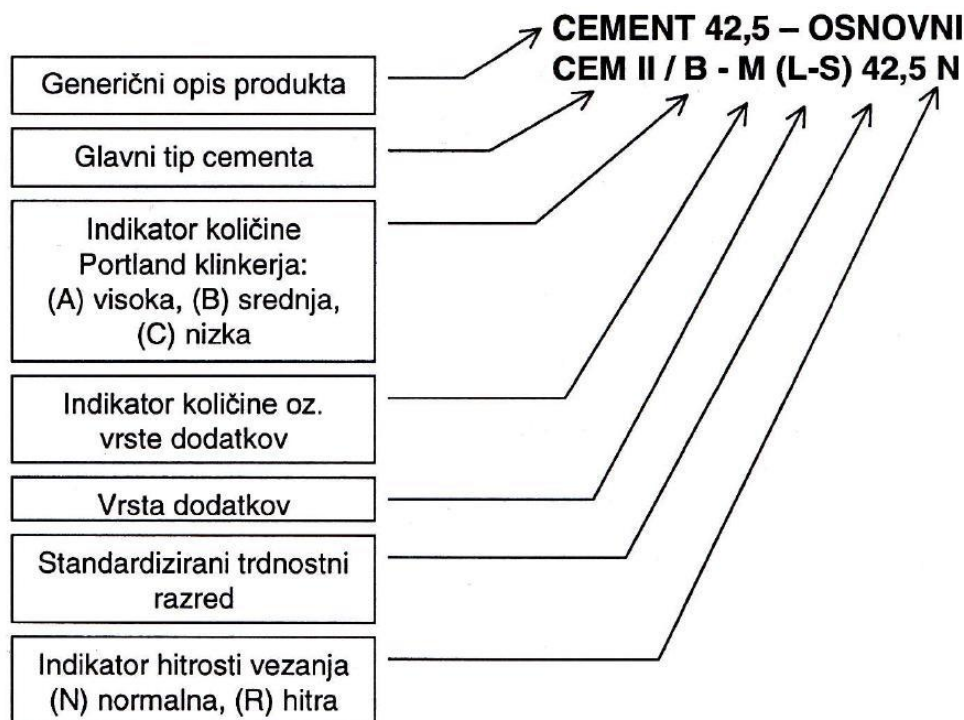 CEMENT 42,5 – OSNOVNI
CEM II / B - M (L-S) 42,5 N
Generični opis produkta
Glavni tip cementa
Indikator količine
Portland klinkerja:
(A) visoka, (B) srednja,
(C) nizka
Indikator količine oz.
vrste dodatkov
Vrsta dodatkov
Standardizirani trdnostni
razred
Indikator hitrosti vezanja
(N) normalna, (R) hitra